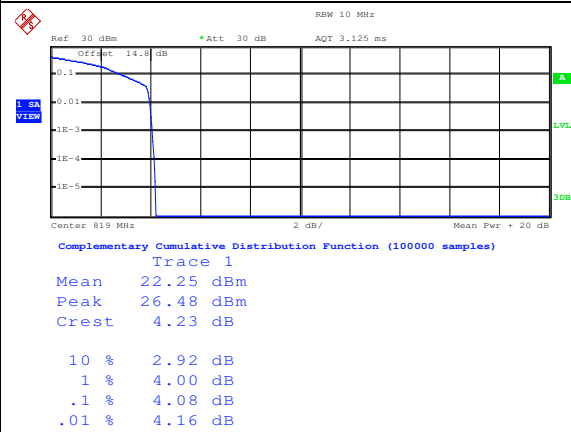 R S
RBW 10 MHz
Ref 30 dBm *Att 30 dB AQT 3.125 ms
Offset 14.8 dB
0.1
A
0.01
1 SA
VIEW
1E-3
LVL
1E-4
1E-5
3DB
Center 819 MHz 2 dB/ Mean Pwr + 20 dB
Complementary Cumulative Distribution Function (100000 samples)
Trace 1
Mean 22.25 dBm
Peak 26.48 dBm
Crest 4.23 dB
10 % 2.92 dB
1 % 4.00 dB
.1 % 4.08 dB
.01 % 4.16 dB